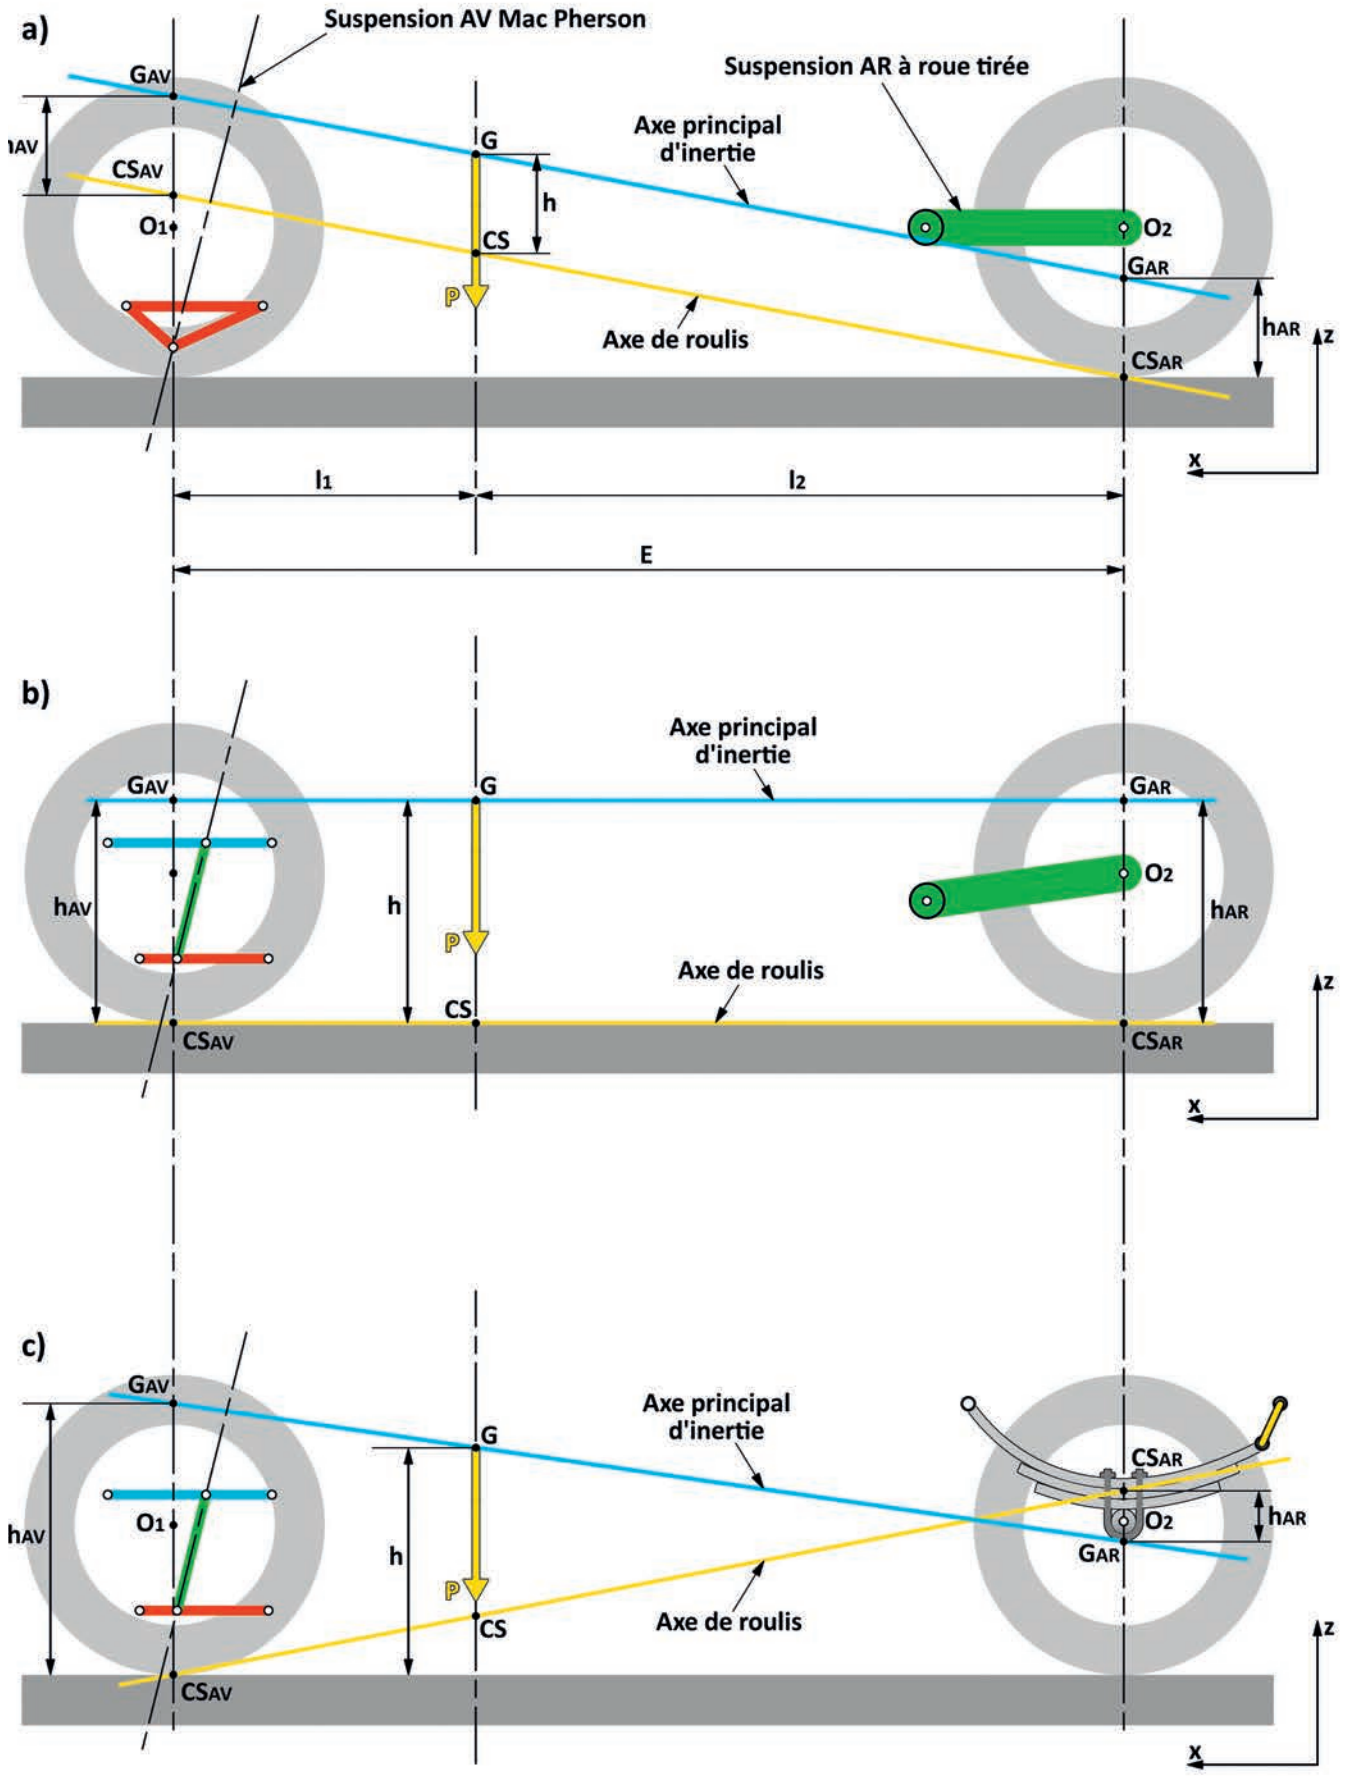 a)
Suspension AV Mac Pherson
GAV
Suspension AR à roue tirée
Axe principal
d'inertie
hAV
CSAV
G
h
O1
CS
O2
GAR
P
Axe de roulis
hAR
z
CSAR
x
l1
l2
E
b)
Axe principal
d'inertie
GAV
G
GAR
O2
hAV
h
hAR
P
Axe de roulis
CS
z
CSAV
CSAR
x
c)
GAV
Axe principal
d'inertie
G
CSAR
O1
O2
hAR
hAV
h
GAR
P
CS
Axe de roulis
z
CSAV
x